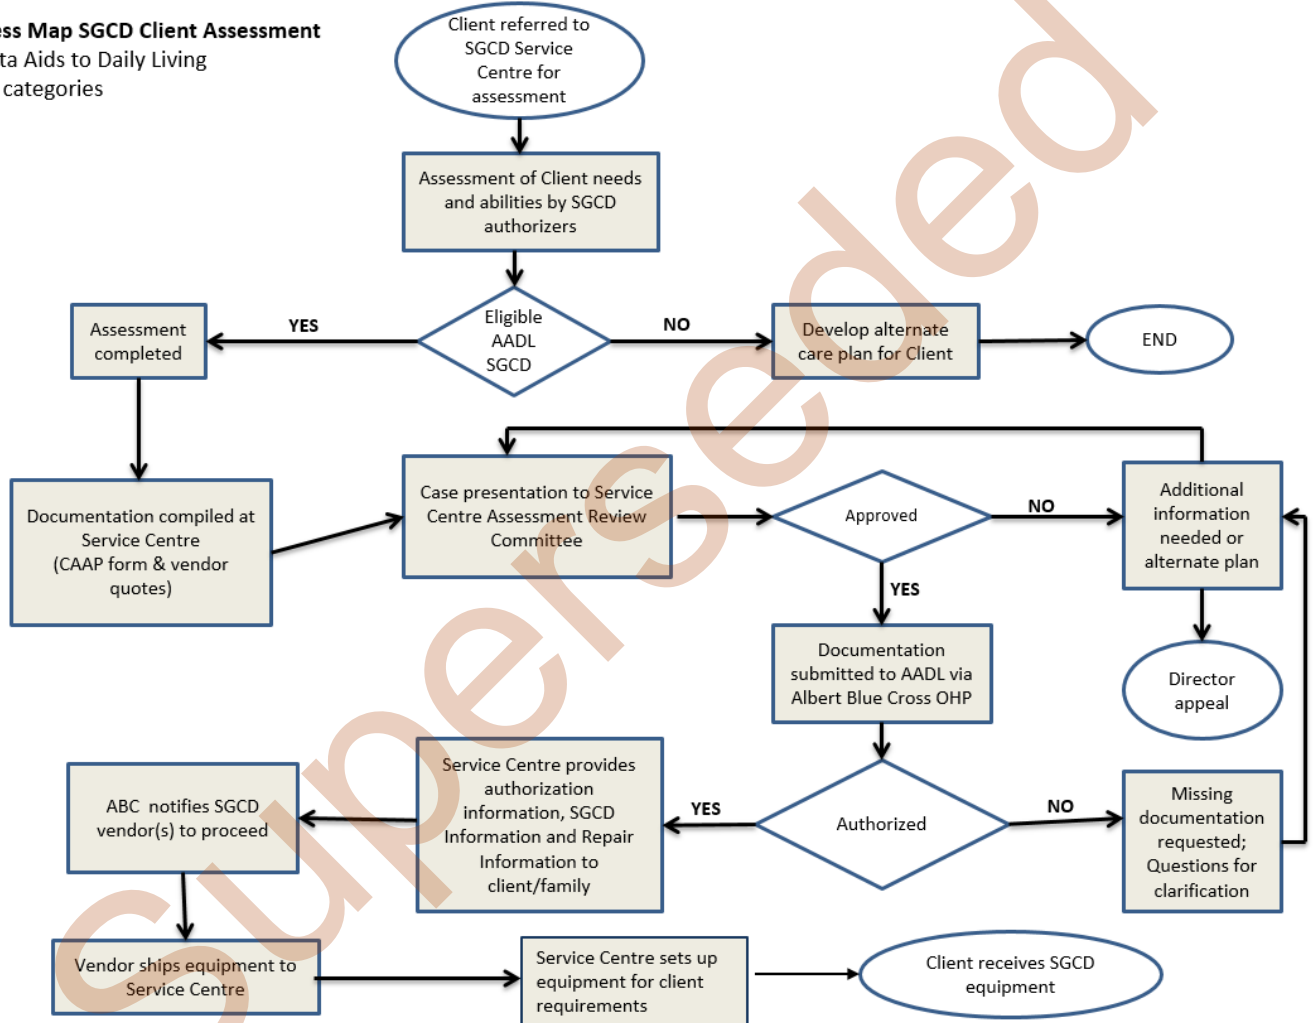 ess Map SGCD Client Assessment
ta Aids to Daily Living
categories
Client referred to
SGCD Service
Centre for
assessment
Assessment of Client needs
and abilities by SGCD
authorizers
Eligible
AADL
SGCD
YES
NO
Assessment
completed
Develop alternate
care plan for Client
END
Documentation compiled at
Service Centre
(CAAP form & vendor
quotes)
Case presentation to Service
Centre Assessment Review
Committee
Approved
NO
Additional
information
needed or
alternate plan
YES
Director
appeal
Documentation
submitted to AADL via
Albert Blue Cross OHP
Authorized
YES
NO
Missing
documentation
requested;
Questions for
clarification
Service Centre provides
authorization
information, SGCD
Information and Repair
Information to
client/family
ABC  notifies SGCD
vendor(s) to proceed
Vendor ships equipment to
Service Centre
Service Centre sets up
equipment for client
requirements
Client receives SGCD
equipment
Superseded